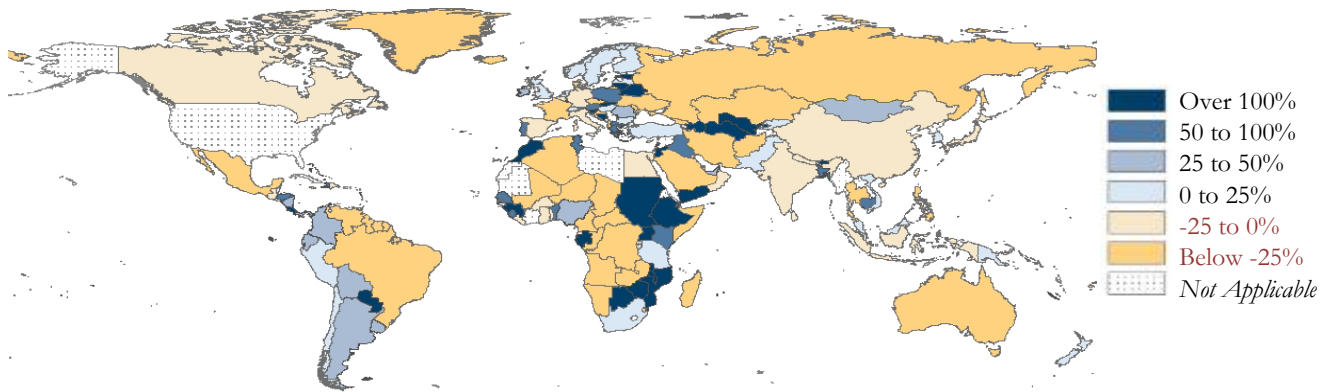 Over 100%
50 to 100%
25 to 50%
0 to 25%
-25 to 0%
Below -25%
Not Applicable